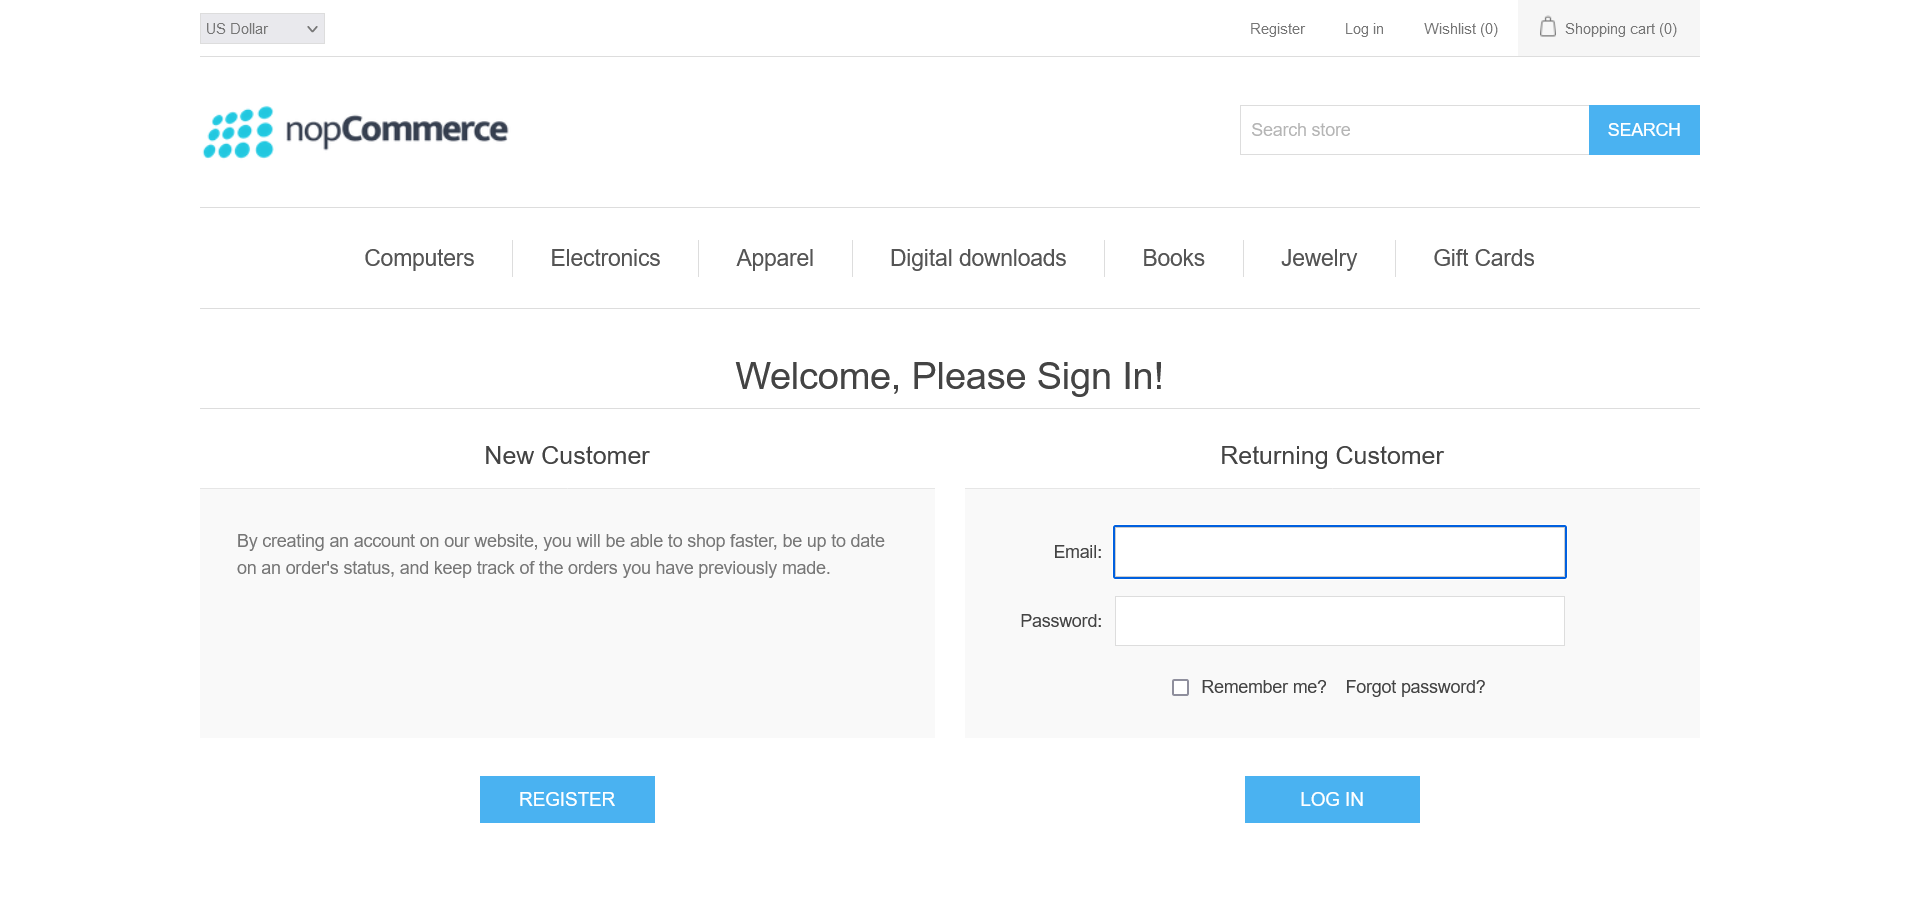 US Dollar
Register
Log in
Wishlist (0)
Shopping cart (0)
nopCommerce
Search store
SEARCH
Computers
Electronics
Apparel
Digital downloads
Books
Jewelry
Gift Cards
Welcome, Please Sign In!
New Customer
By creating an account on our website, you will be able to shop faster, be up to date
on an order's status, and keep track of the orders you have previously made.
REGISTER
Returning Customer
Email:
Password:
Remember me?
Forgot password?
LOG IN